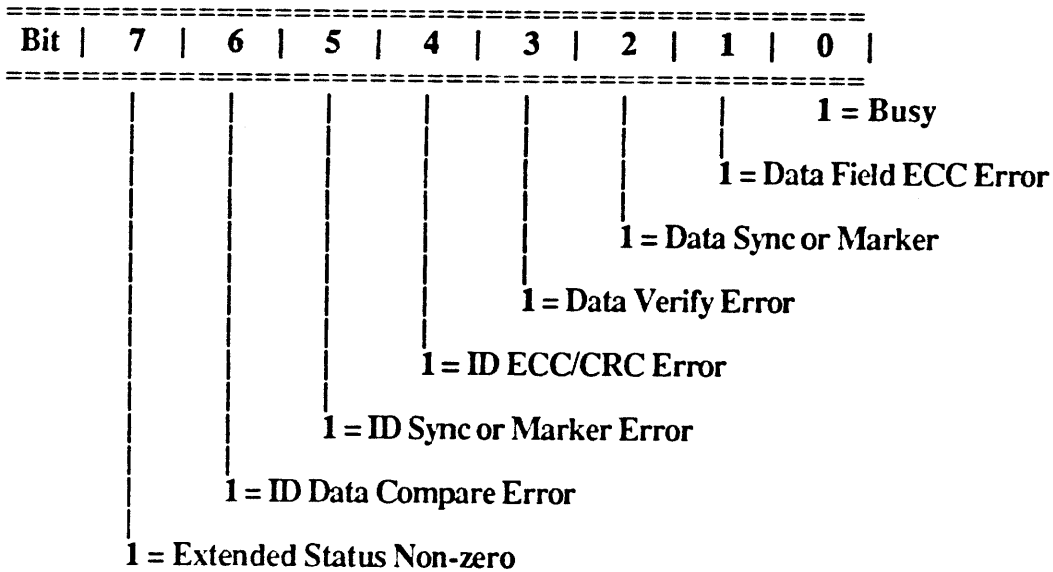 Bit | 7 | 6 | 5 | 4 | 3 | 2 | 1 | 0 |
1 = Busy
1 = Data Field ECC Error
1 = Data Sync or Marker
1 = Data Verify Error
1 = ID ECC/CRC Error
1 = ID Sync or Marker Error
1 = ID Data Compare Error
1 = Extended Status Non-zero